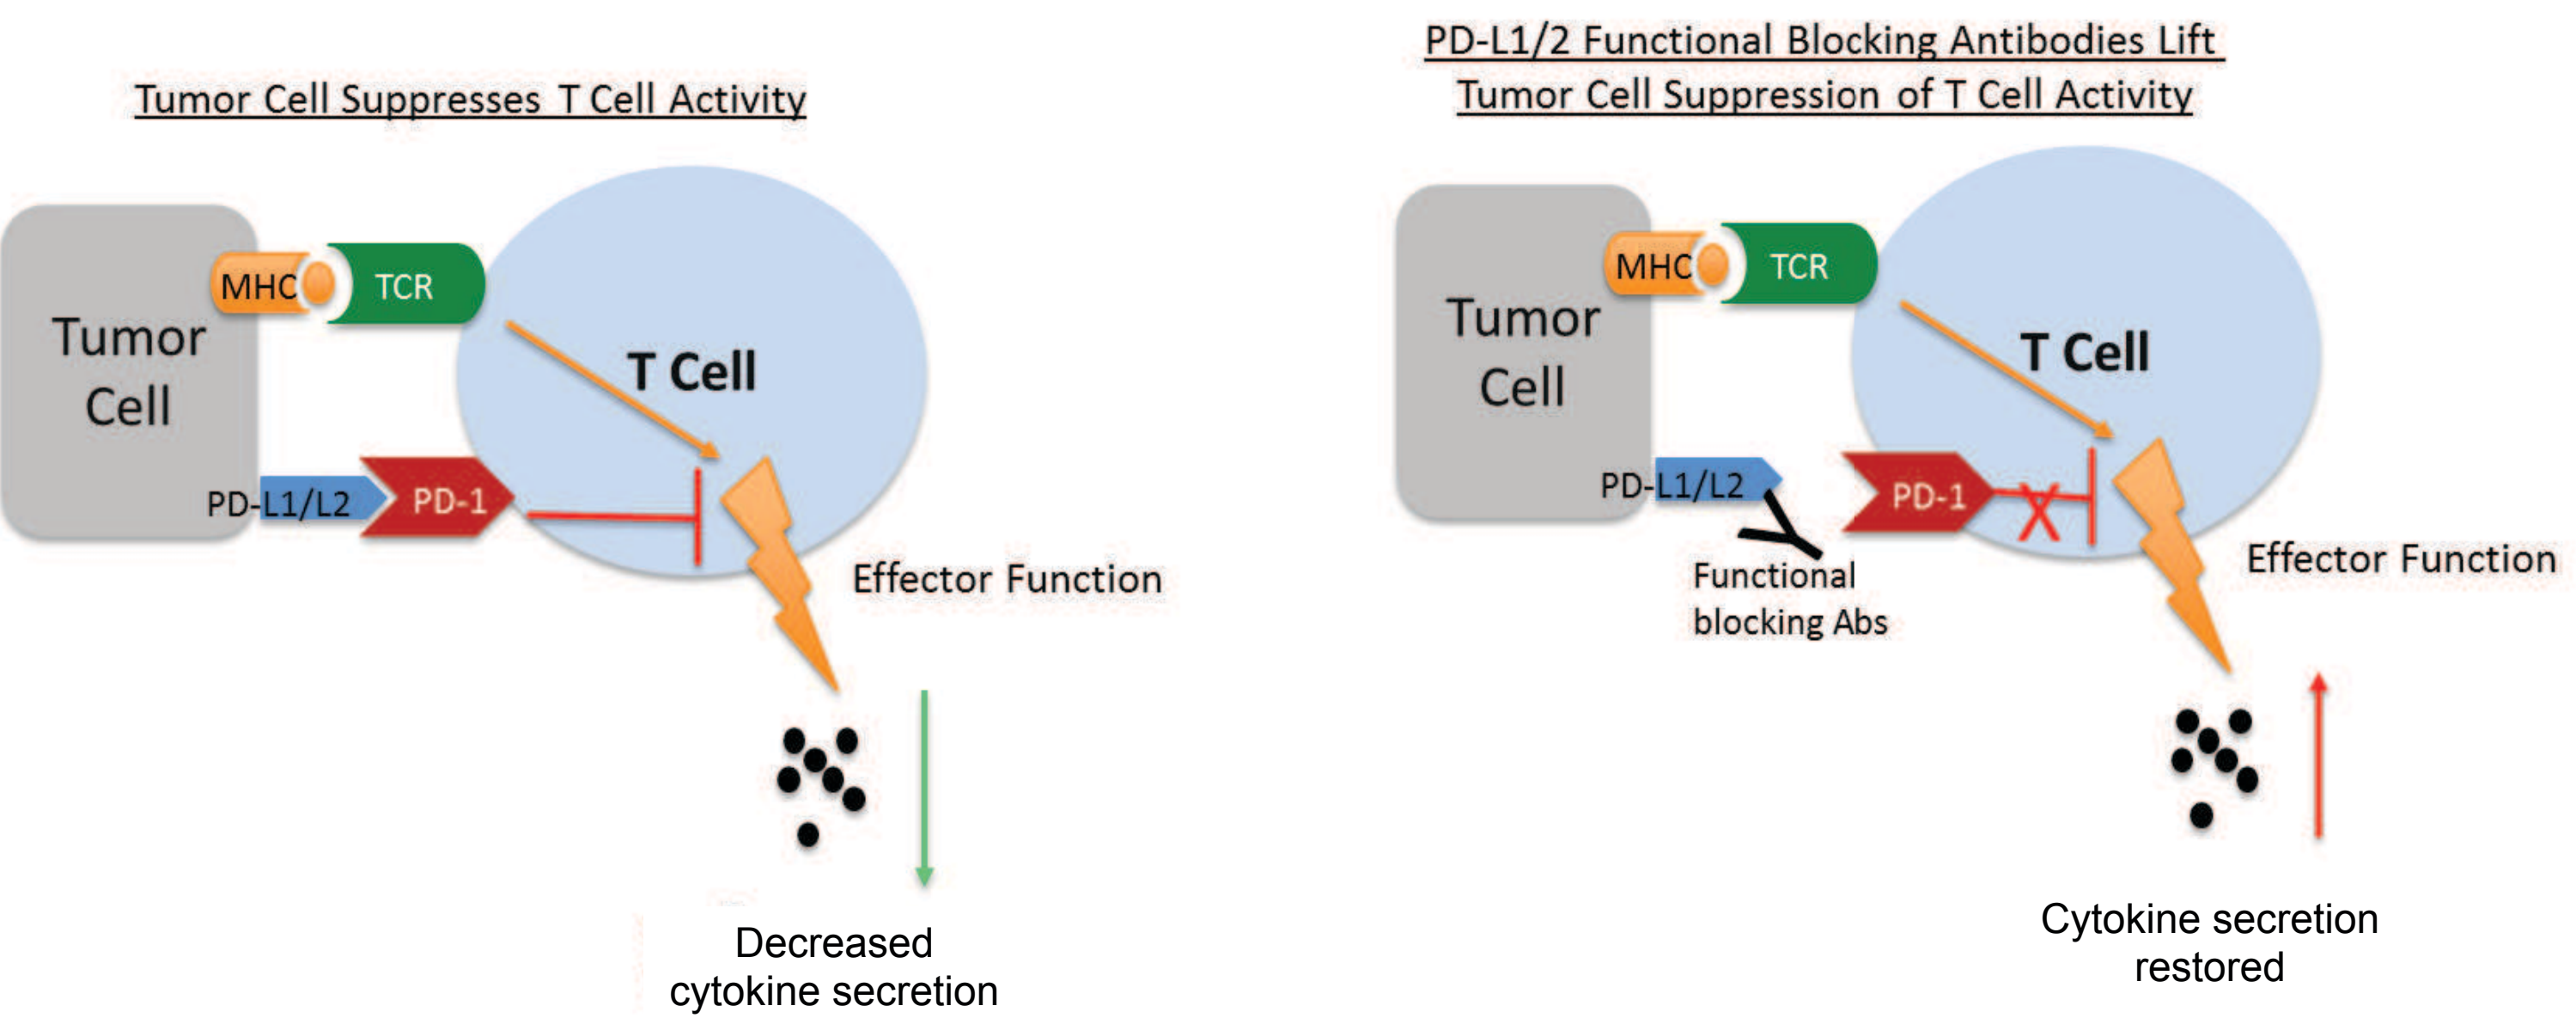 Tumor Cell Suppresses T Cell Activity
MHC
TCR
Tumor
Cell
T Cell
PD-L1/L2
PD-1
Effector Function
Decreased
cytokine secretion
PD-L1/2 Functional Blocking Antibodies Lift
Tumor Cell Suppression of T Cell Activity
MHC
TCR
Tumor
Cell
T Cell
PD-L1/L2
PD-1
X
Functional
blocking Abs
Effector Function
Cytokine secretion
restored